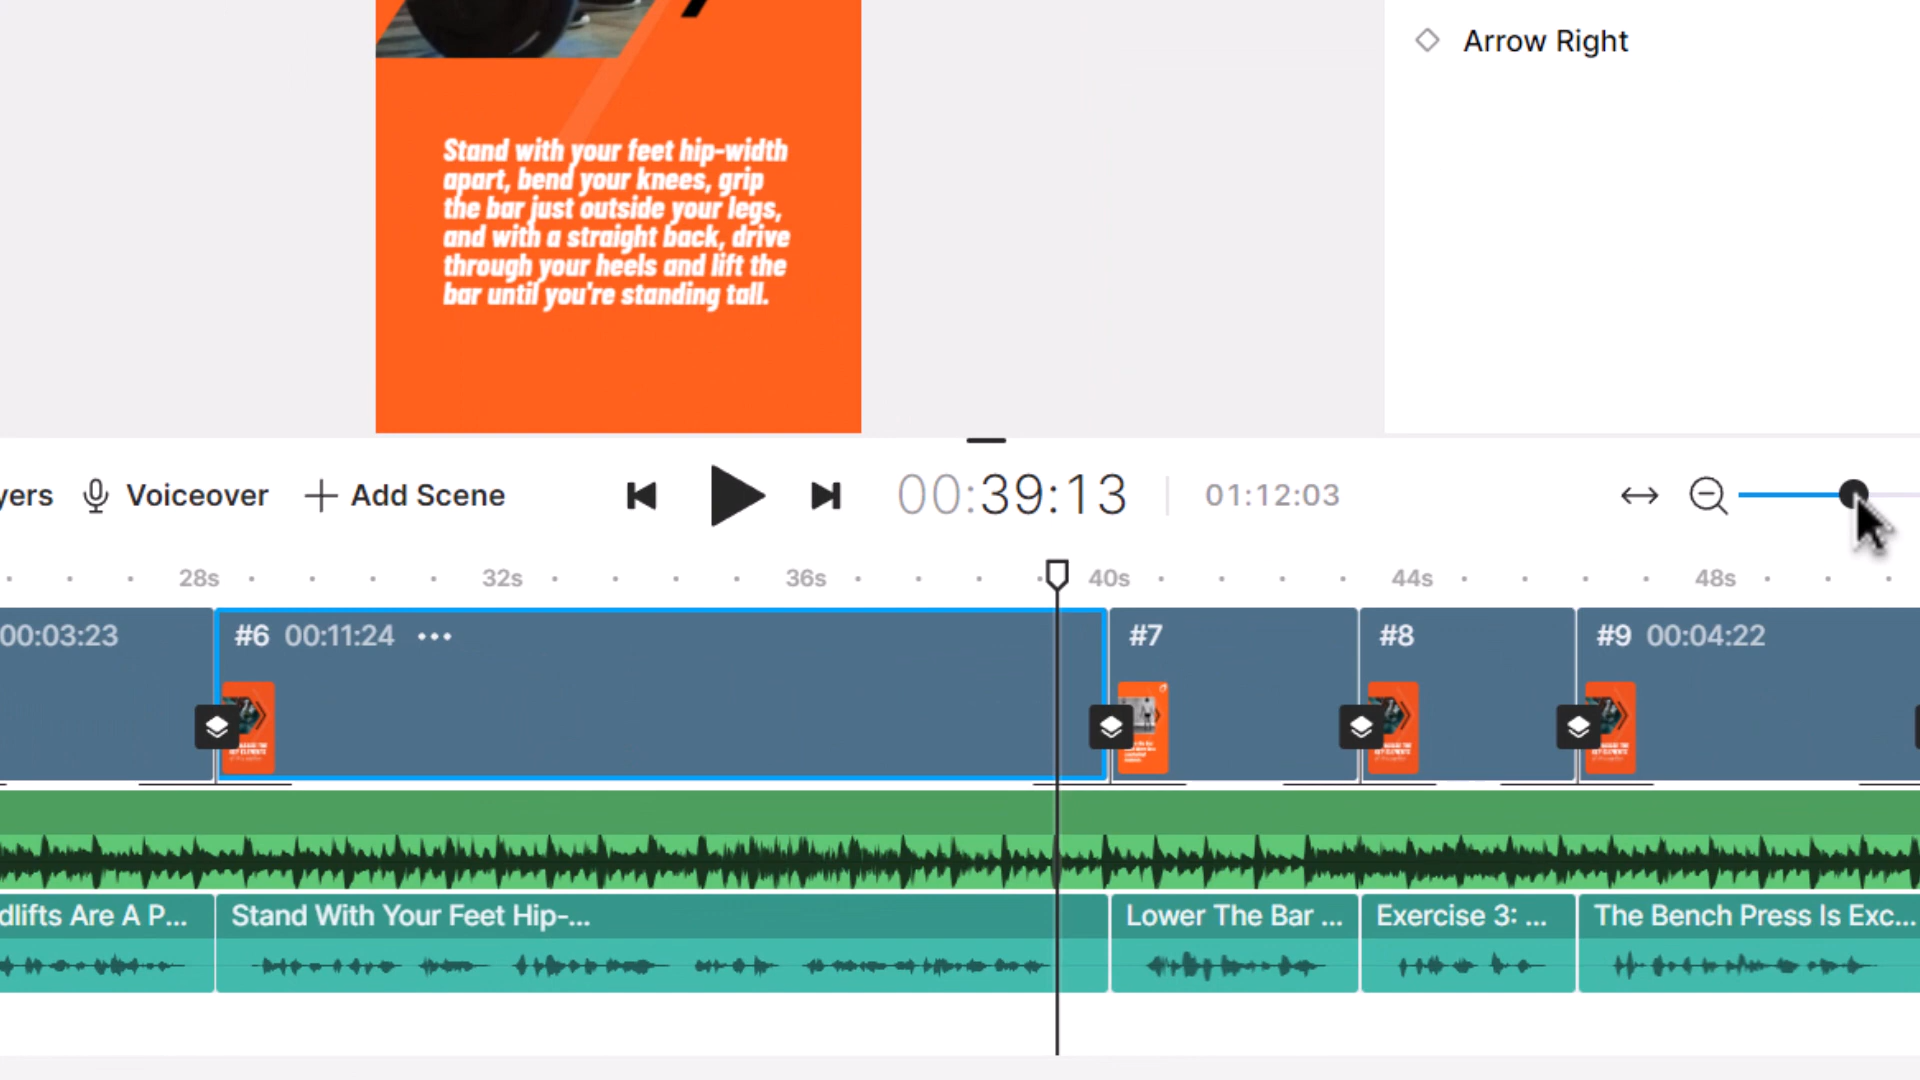 Arrow Right
Stand with your feet hip-width
apart, bend your knees, grip
the bar just outside your legs,
and with a straight back, drive
through your heels and lift the
bar until you're standing tall.
yers
Voiceover
Add Scene
00:39:13
01:12:03
28s
32s
36s
40s
44s
48s
00:03:23
#6 00:11:24
#7
#8
#9 00:04:22
dlifts Are A P...
Stand With Your Feet Hip-...
Lower The Bar ...
Exercise 3: ...
The Bench Press Is Exc...